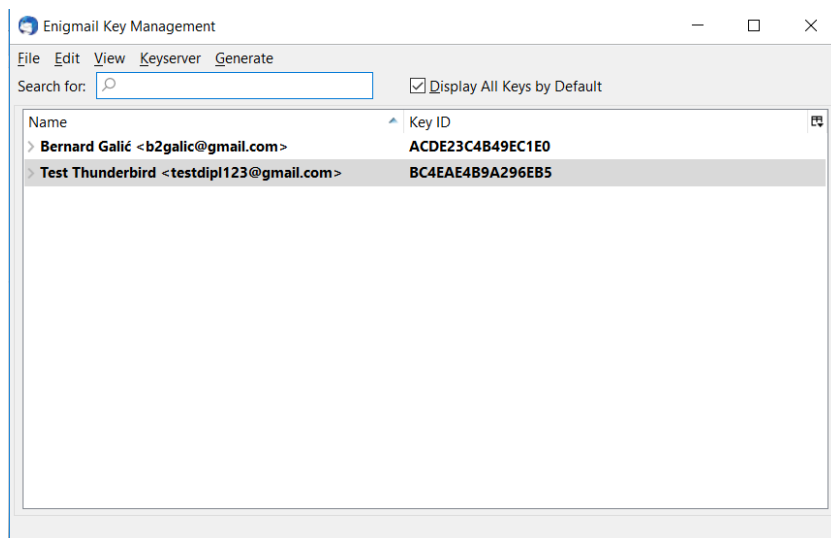 Enigmail Key Management
File Edit View Keyserver Generate
Search for: Display All Keys by Default
Name Key ID
Bernard Galić <b2galic@gmail.com> ACDE23C4B49EC1E0
Test Thunderbird <testdipl123@gmail.com> BC4EAE4B9A296EB5